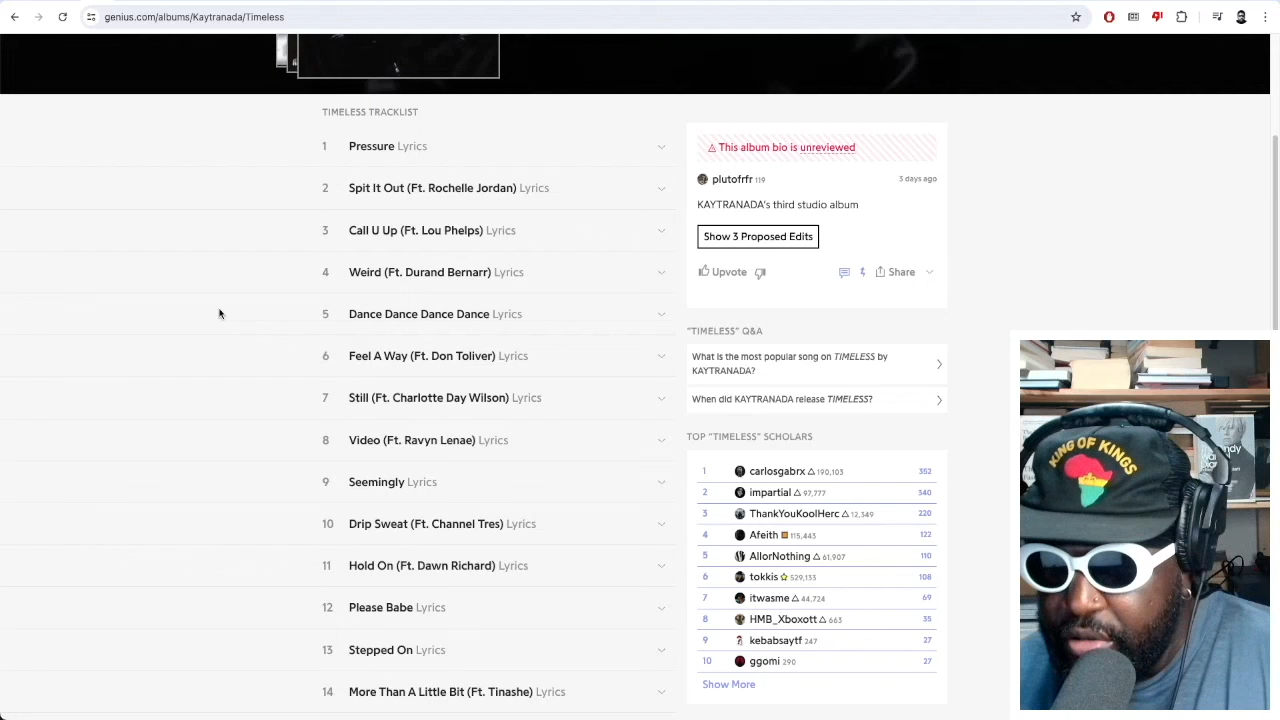 genius.com/albums/Kaytranada/Timeless
TIMELESS TRACKLIST
1 Pressure Lyrics
2 Spit It Out (Ft. Rochelle Jordan) Lyrics
3 Call U Up (Ft. Lou Phelps) Lyrics
4 Weird (Ft. Durand Bernarr) Lyrics
5 Dance Dance Dance Dance Lyrics
6 Feel A Way (Ft. Don Toliver) Lyrics
7 Still (Ft. Charlotte Day Wilson) Lyrics
8 Video (Ft. Ravyn Lenae) Lyrics
9 Seemingly Lyrics
10 Drip Sweat (Ft. Channel Tres) Lyrics
11 Hold On (Ft. Dawn Richard) Lyrics
12 Please Babe Lyrics
13 Stepped On Lyrics
14 More Than A Little Bit (Ft. Tinashe) Lyrics
This album bio is unreviewed
plutofrfr 119 3 days ago
KAYTRANADA's third studio album
Show 3 Proposed Edits
Upvote Share
"TIMELESS" Q&A
What is the most popular song on TIMELESS by
KAYTRANADA?
When did KAYTRANADA release TIMELESS?
TOP "TIMELESS" SCHOLARS
1 carlosgabrx 190,103 352
2 impartial 97,777 340
3 ThankYouKoolHerc 12,349 220
4 Afeith 115,443 122
5 AllorNothing 61,907 110
6 tokkis 529,133 108
7 itwasme 44,724 69
8 HMB_Xboxott 663 35
9 kebabsaytf 247 27
10 ggomi 290 27
Show More
KING OF KINGS